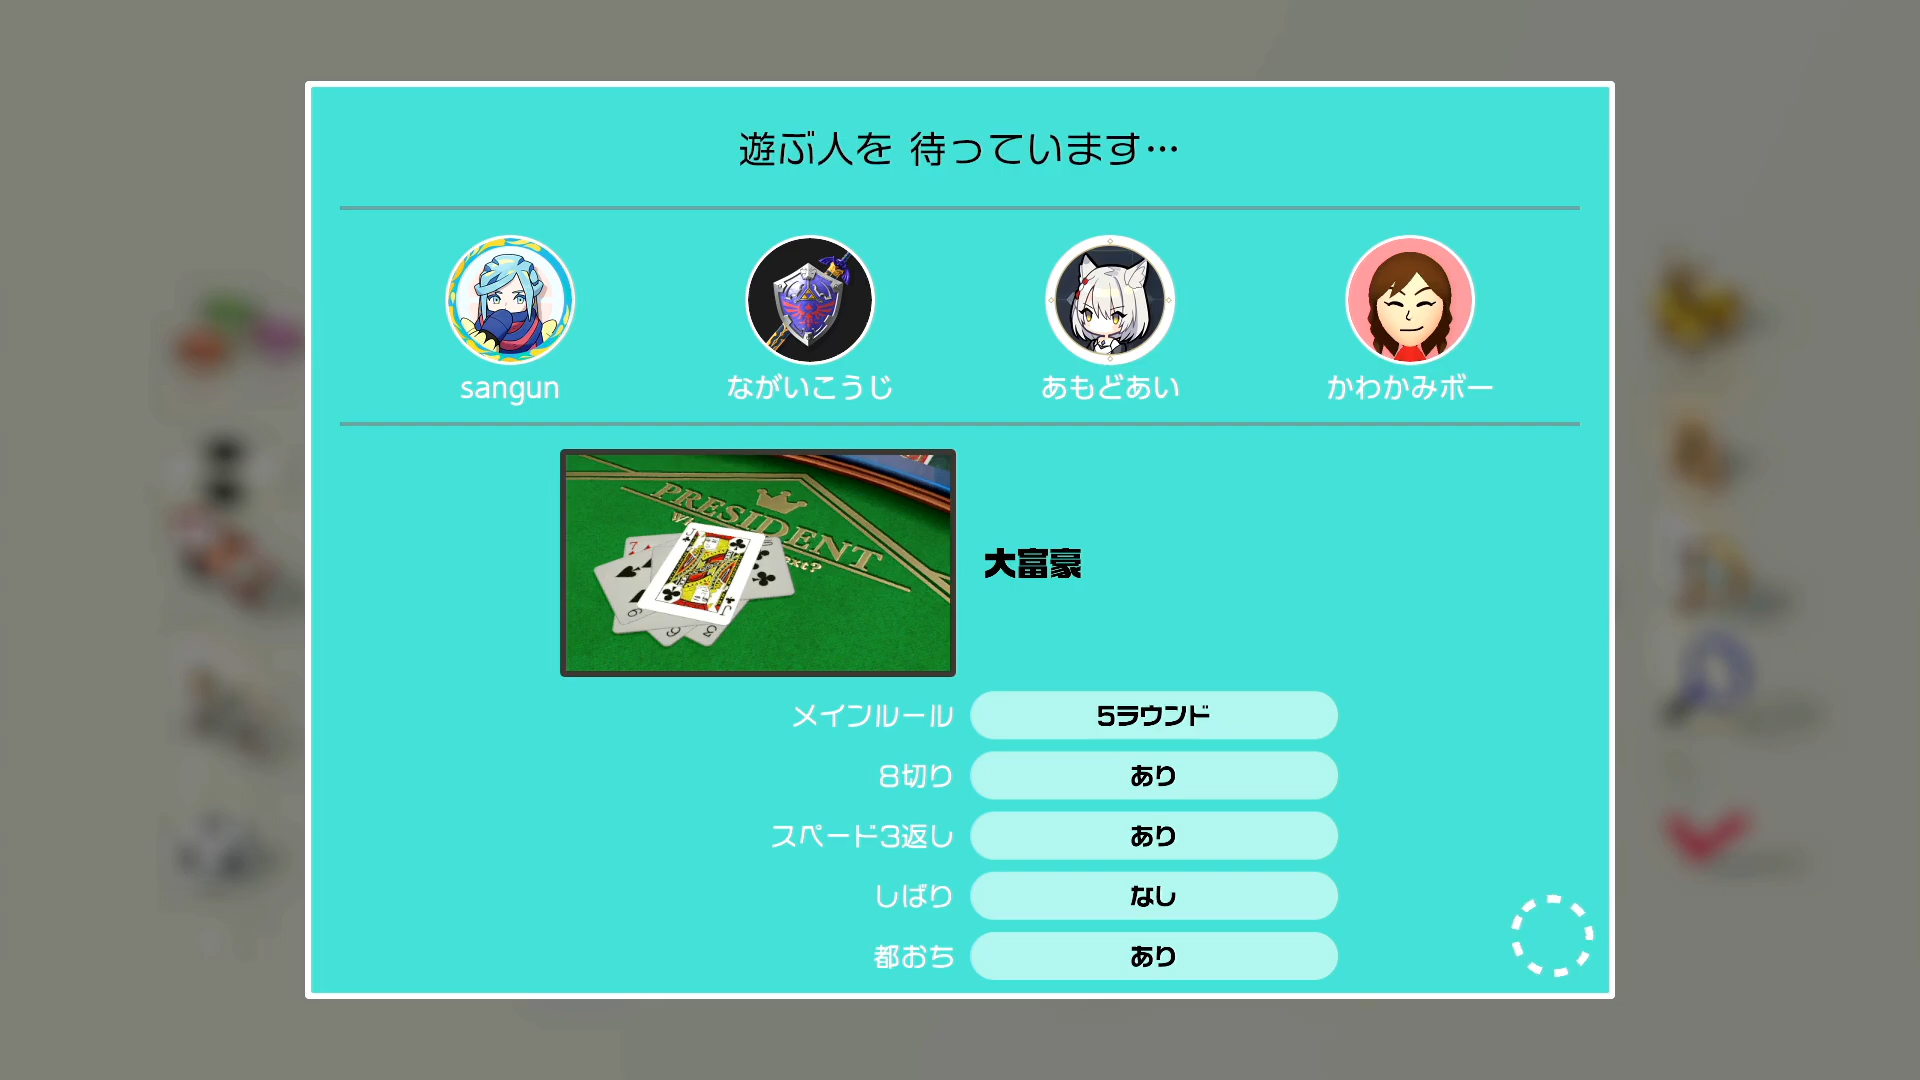 遊ぶ人を 待っています…
sangun
ながいこうじ
あもどあい
かわかみボー
PRESIDENT
大富豪
メインルール
5ラウンド
8切り
あり
スペード3返し
あり
しばり
なし
都おち
あり